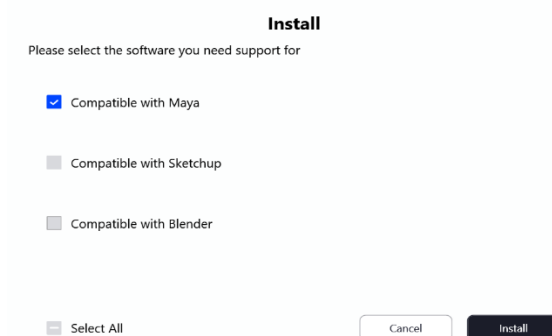 Install
Please select the software you need support for
Compatible with Maya
Compatible with Sketchup
Compatible with Blender
Select All
Cancel
Install